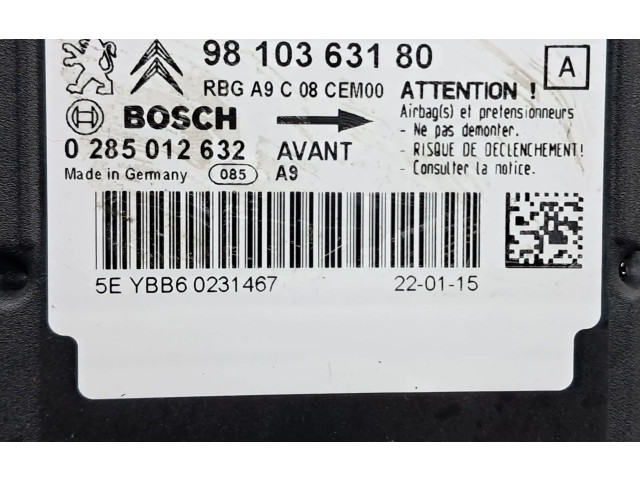 98 103 631 80
A
RBG A9 C 08 CEM00
ATTENTION !
BOSCH
Airbag(s) et pretensionneurs
- Ne pas demonter.
0 285 012 632 AVANT
- RISQUE DE DECLENCHEMENT!
Made in Germany 085 A9
- Consulter la notice.
5E YBB6 0231467
22-01-15